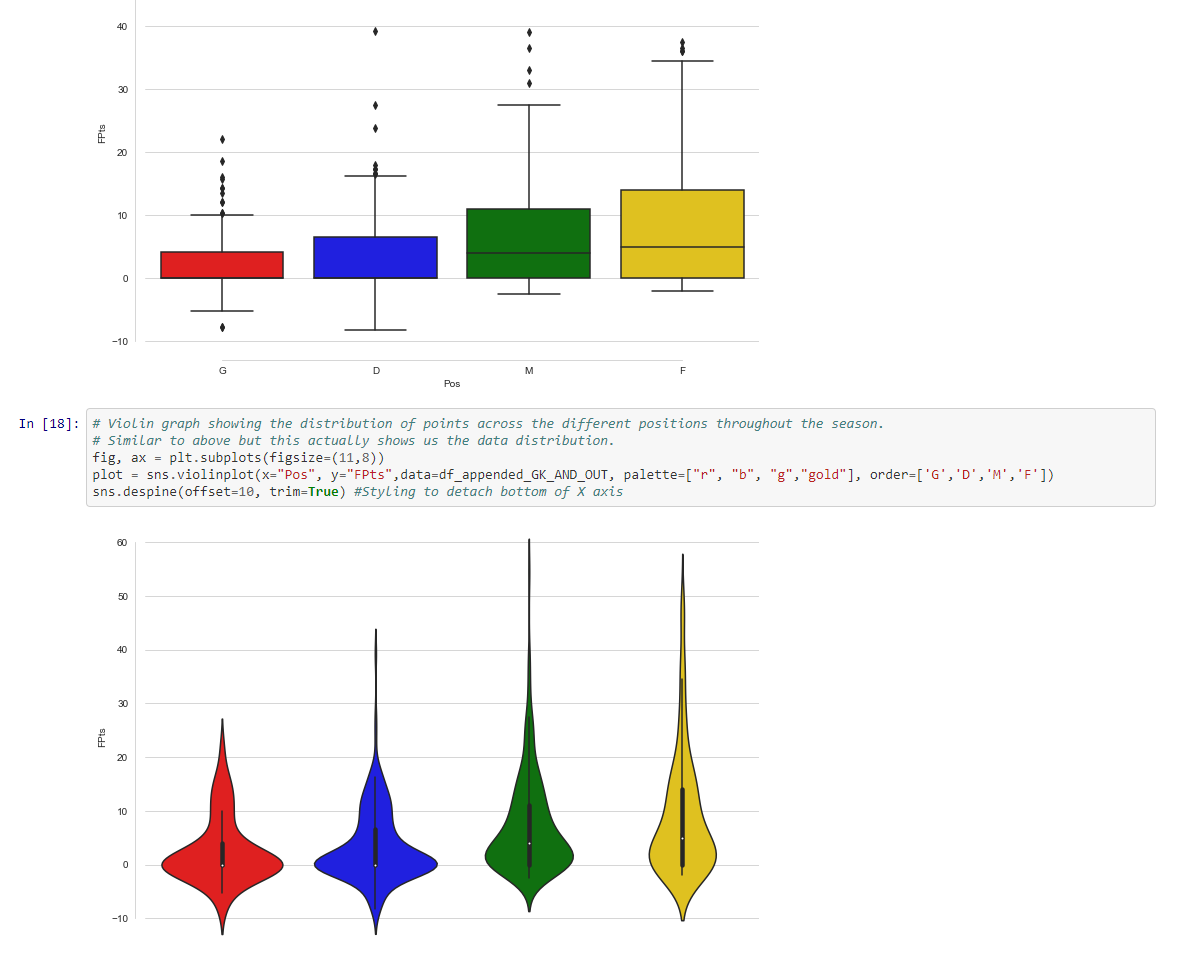 40
30
20
10
0
−10
FPts
G D M F
Pos
In [18]:
# Violin graph showing the distribution of points across the different positions throughout the season.
# Similar to above but this actually shows us the data distribution.
fig, ax = plt.subplots(figsize=(11,8))
plot = sns.violinplot(x="Pos", y="FPts",data=df_appended_GK_AND_OUT, palette=["r", "b", "g","gold"], order=['G','D','M','F'])
sns.despine(offset=10, trim=True) #Styling to detach bottom of X axis
60
50
40
30
20
10
0
−10
FPts